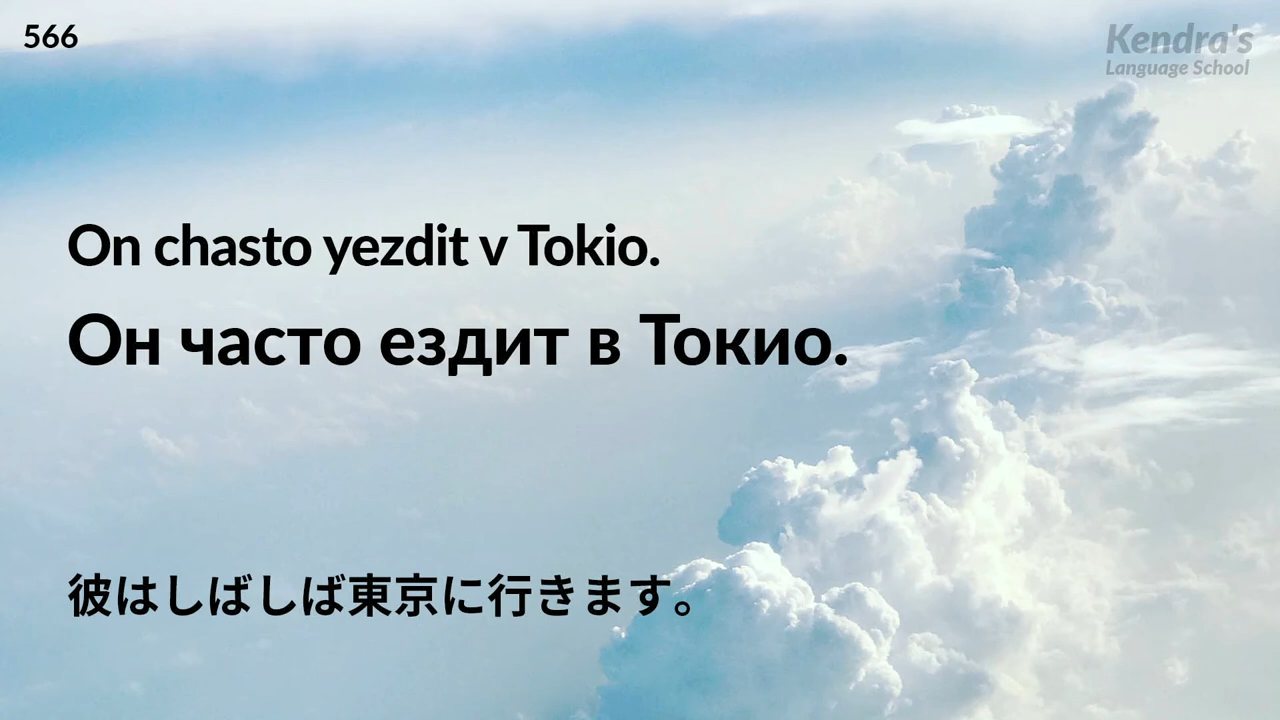 566
Kendra's
Language School
On chasto yezdit v Tokio.
Он часто ездит в Токио.
彼はしばしば東京に行きます。